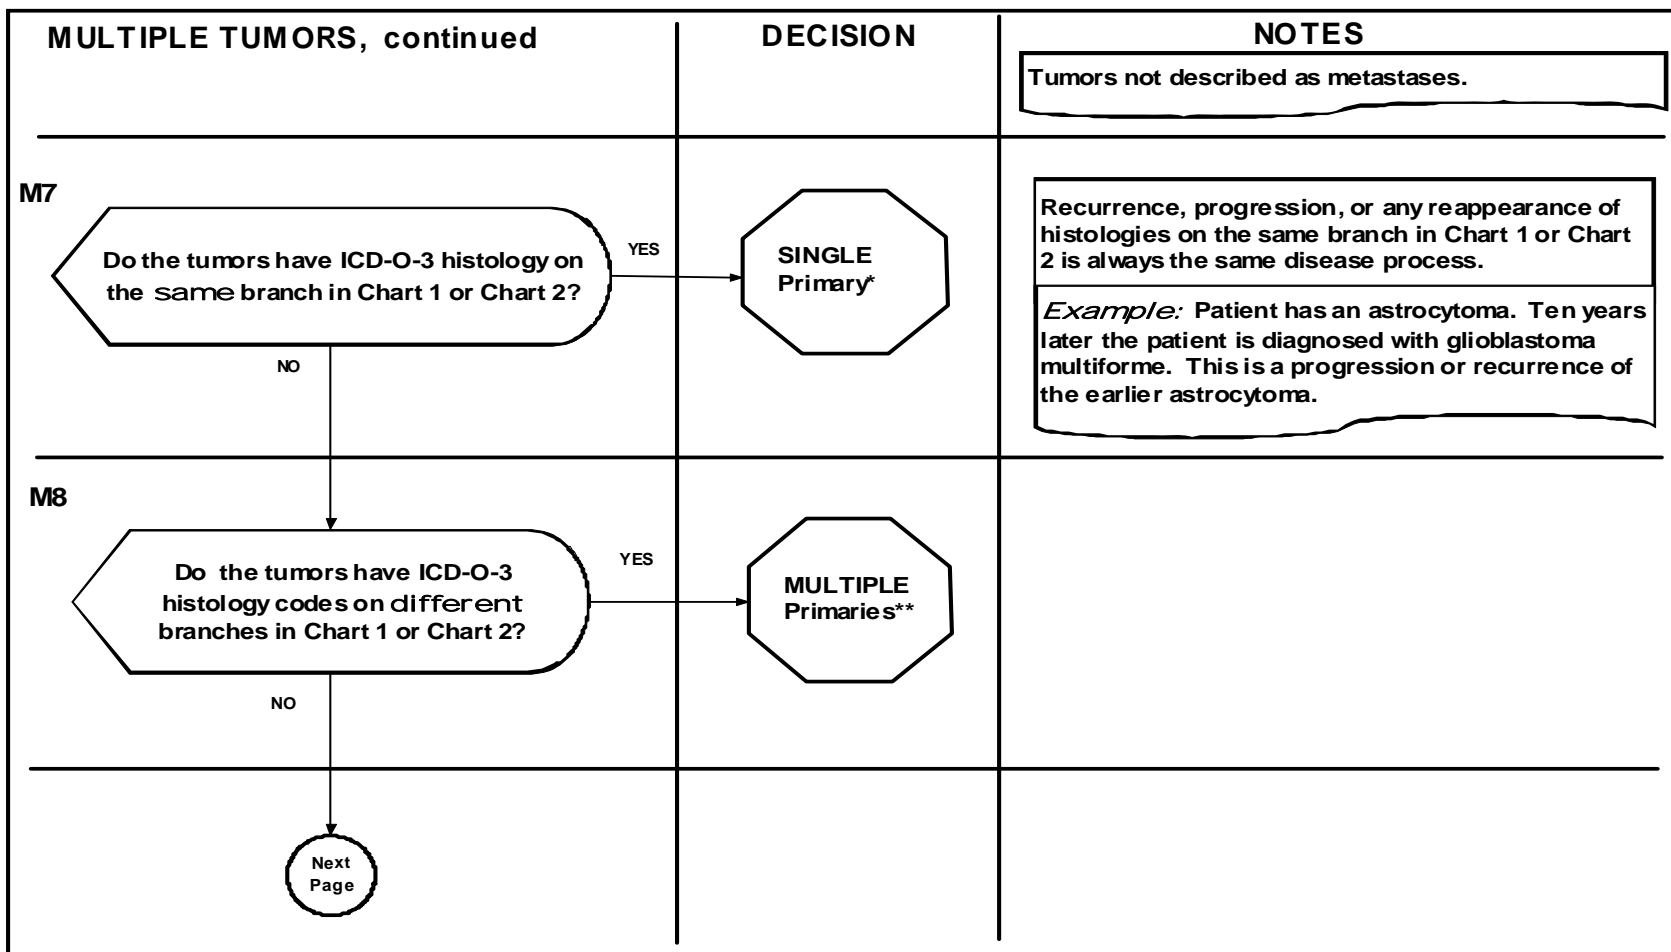 MULTIPLE TUMORS, continued
DECISION
NOTES
Tumors not described as metastases.
M7
Do the tumors have ICD-O-3 histology on
the same branch in Chart 1 or Chart 2?
YES
SINGLE
Primary*
Recurrence, progression, or any reappearance of
histologies on the same branch in Chart 1 or Chart
2 is always the same disease process.
Example: Patient has an astrocytoma. Ten years
later the patient is diagnosed with glioblastoma
multiforme. This is a progression or recurrence of
the earlier astrocytoma.
NO
M8
Do the tumors have ICD-O-3
histology codes on different
branches in Chart 1 or Chart 2?
YES
MULTIPLE
Primaries**
NO
Next
Page